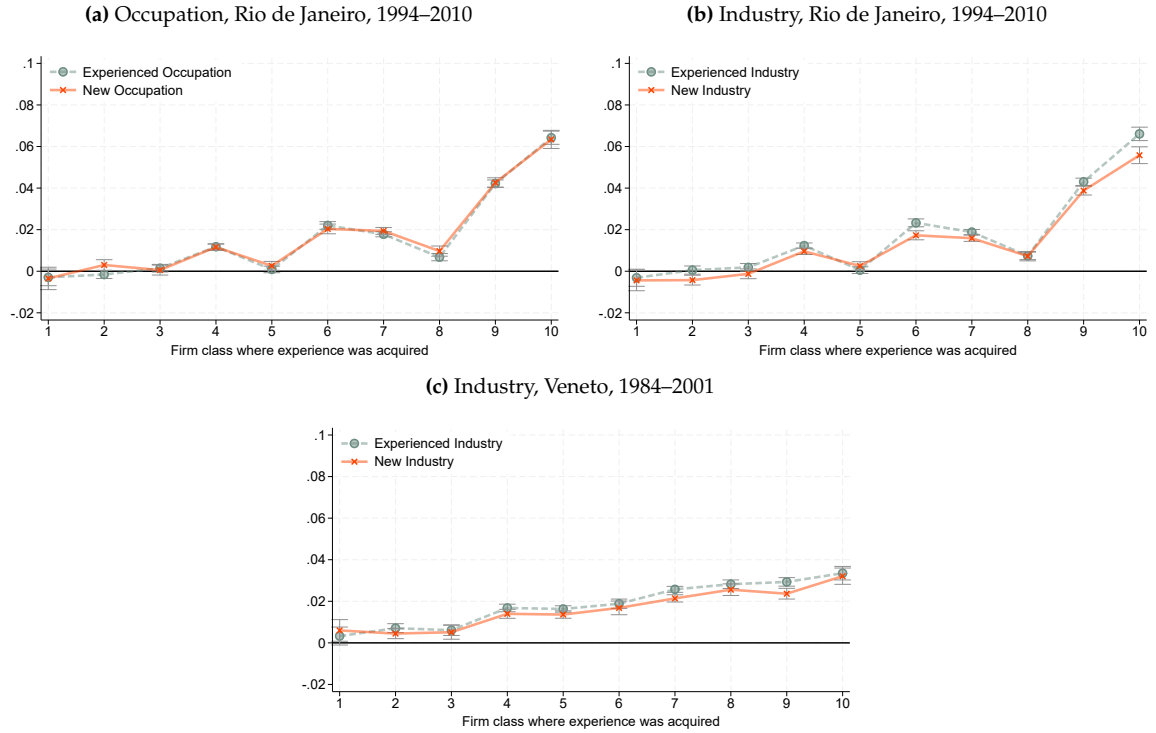 (a) Occupation, Rio de Janeiro, 1994–2010
.1
.08
.06
.04
.02
0
-.02
Experienced Occupation
New Occupation
1 2 3 4 5 6 7 8 9 10
Firm class where experience was acquired
(b) Industry, Rio de Janeiro, 1994–2010
.1
.08
.06
.04
.02
0
-.02
Experienced Industry
New Industry
1 2 3 4 5 6 7 8 9 10
Firm class where experience was acquired
(c) Industry, Veneto, 1984–2001
.1
.08
.06
.04
.02
0
-.02
Experienced Industry
New Industry
1 2 3 4 5 6 7 8 9 10
Firm class where experience was acquired